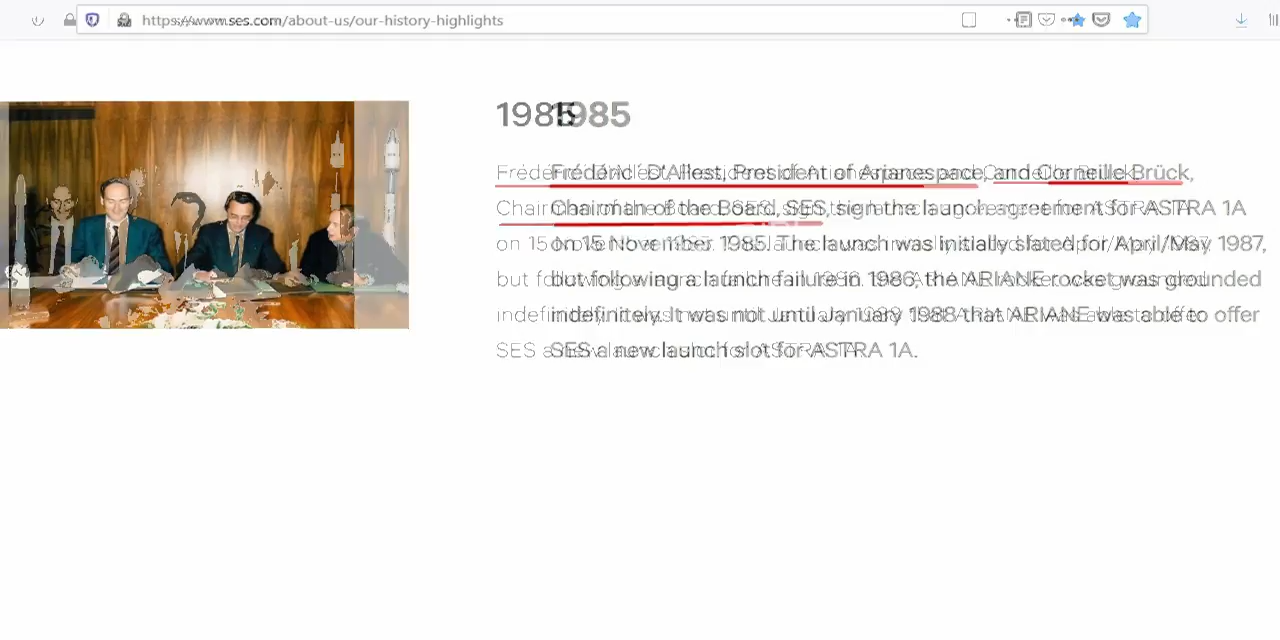 https://www.ses.com/about-us/our-history-highlights
1985
Frédéric D'Allest, President of Arianespace, and Corneille Brück,
Chairman of the Board, SES, sign the launch agreement for ASTRA 1A
on 15 November 1985. The launch was initially slated for April/May 1987,
but following a launch failure in 1986, the ARIANE rocket was grounded
indefinitely. It was not until January 1988 that ARIANE was able to offer
SES a new launch slot for ASTRA 1A.